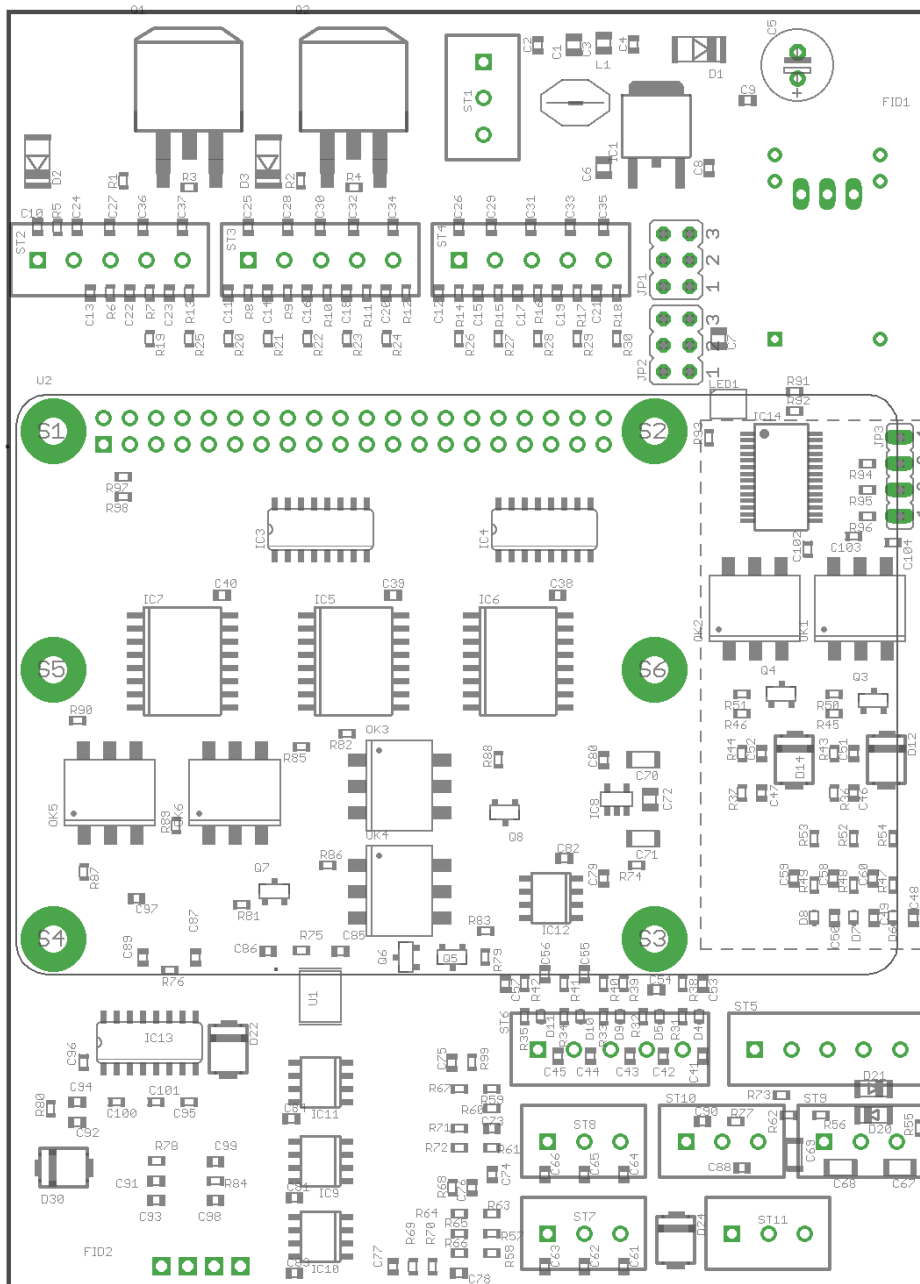 Q1 Q2 C2 C1 C3 C4 L1 D1 C5 + C9 FID1
ST1 IC1 C6 C8
D2 R1 R3 D3 R2 R4
C10 R5 C24 C27 C36 C37 C25 C28 C30 C32 C34 C26 C29 C31 C33 C35
ST2 ST3 ST4 JP1 3 2 1
C13 R6 C22 R7 C23 R13 C11 R8 C14 R9 C16 R10 C18 R11 C20 R12 C12 R14 C15 R15 C17 R16 C19 R17 C21 R18
R19 R25 R20 R21 R22 R23 R24 R26 R27 R28 R29 R30 JP2 3 2 1 C7
U2 LED1 R91 R92
S1 S2 R93 IC14 JP3
R97 R98 R94 R95 R96
IC3 IC4 C102 C103 C104
C40 C39 C38
IC7 IC5 IC6 OK2 OK1
S5 S6 Q4 Q3
R90 R51 R46 R50 R45
R85 R82 OK3 R88 C80 C70 R44 C52 D14 R43 C51 D12
OK5 R89 OK6 IC8 C72 R37 C47 R36 C46
OK4 Q8 C71 R53 R52 R54
R87 Q7 R86 C82 C79 R74 C59 R49 C58 R48 C60 R47
C97 R81 IC12 D8 C50 D7 C49 D6 C48
S4 R83 S3
C89 C87 C86 R75 C85 Q6 Q5 R79
R76 U1 C57 R42 C56 R41 C55 R40 R39 C54 R38 C53
ST6 R35 D11 R34 D10 R33 D9 R32 D5 R31 D4 ST5
C96 IC13 D22 C75 R99 C45 C44 C43 C42 C41
R80 C94 C100 C101 C95 IC11 R67 R59 R73 D21
C92 C84 R60 ST8 ST10 C90 R77 R62 ST9 R56 D20 R55
R71 C73 R72 R61
D30 R78 C99 C91 R84 IC9 C74 C66 C65 C64 C88 C69 C68 C67
C93 C98 C81 R68 C76
R64 R63 R65 R57 ST7 D24 ST11
FID2 IC10 R69 R70 R66 R58
C83 C77 C78 C63 C62 C61